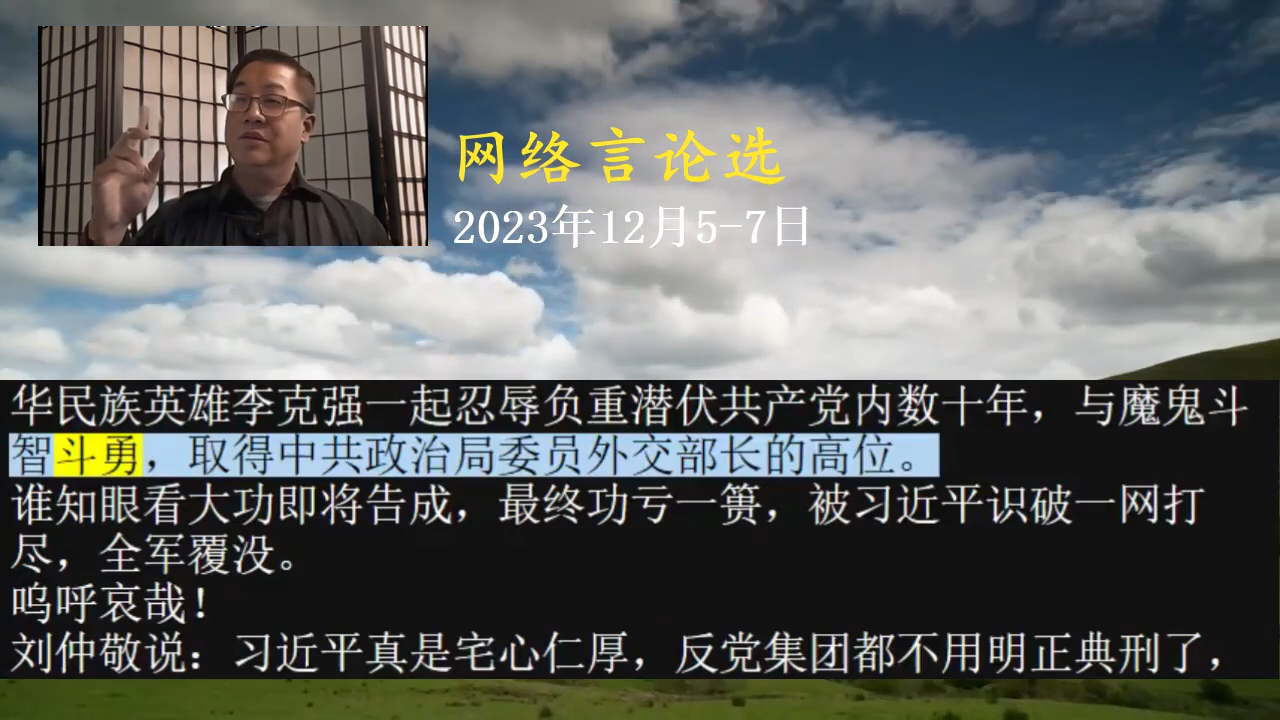 网络言论选
2023年12月5-7日
华民族英雄李克强一起忍辱负重潜伏共产党内数十年，与魔鬼斗
智斗勇，取得中共政治局委员外交部长的高位。
谁知眼看大功即将告成，最终功亏一篑，被习近平识破一网打
尽，全军覆没。
呜呼哀哉！
刘仲敬说：习近平真是宅心仁厚，反党集团都不用明正典刑了，